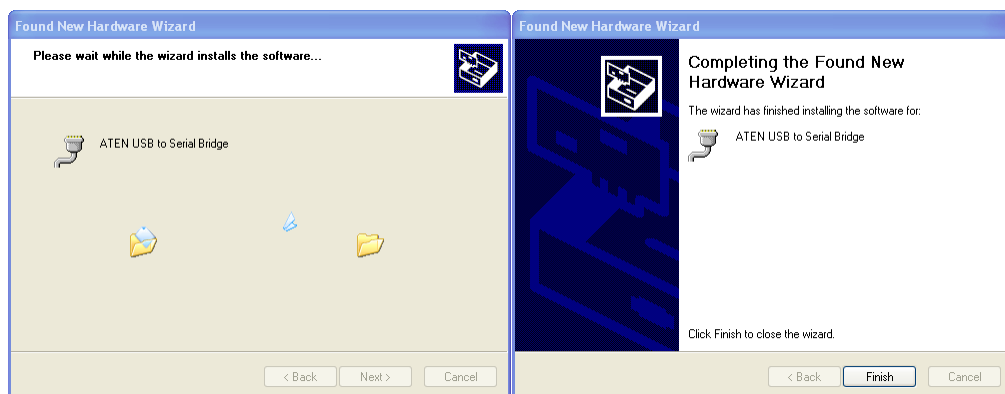 Found New Hardware Wizard
Please wait while the wizard installs the software...
ATEN USB to Serial Bridge
< Back
Next >
Cancel
Found New Hardware Wizard
Completing the Found New
Hardware Wizard
The wizard has finished installing the software for:
ATEN USB to Serial Bridge
Click Finish to close the wizard.
< Back
Finish
Cancel